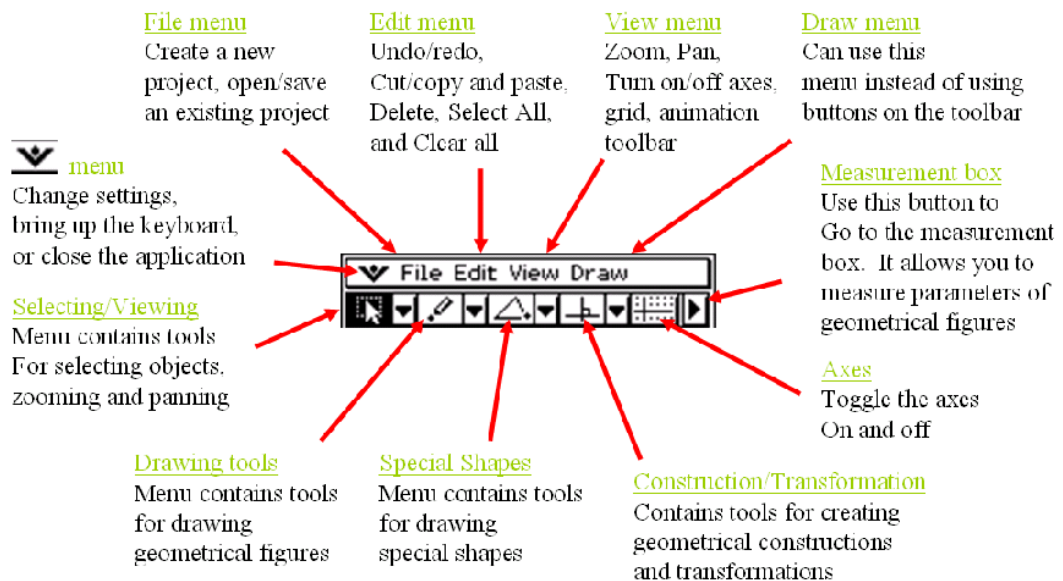 File menu
Create a new
project, open/save
an existing project
Edit menu
Undo/redo,
Cut/copy and paste,
Delete, Select All,
and Clear all
View menu
Zoom, Pan,
Turn on/off axes,
grid, animation
toolbar
Draw menu
Can use this
menu instead of using
buttons on the toolbar
menu
Change settings,
bring up the keyboard,
or close the application
Measurement box
Use this button to
Go to the measurement
box. It allows you to
measure parameters of
geometrical figures
File Edit View Draw
Selecting/Viewing
Menu contains tools
For selecting objects,
zooming and panning
Axes
Toggle the axes
On and off
Drawing tools
Menu contains tools
for drawing
geometrical figures
Special Shapes
Menu contains tools
for drawing
special shapes
Construction/Transformation
Contains tools for creating
geometrical constructions
and transformations